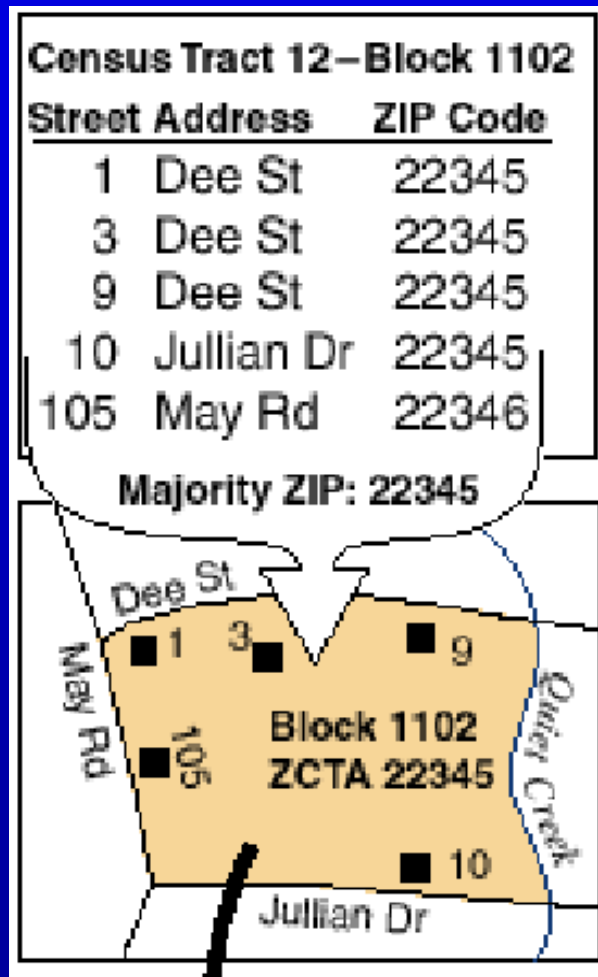 Census Tract 12–Block 1102
Street Address ZIP Code
1 Dee St 22345
3 Dee St 22345
9 Dee St 22345
10 Jullian Dr 22345
105 May Rd 22346
Majority ZIP: 22345
Dee St
1
3
9
May Rd
105
Block 1102
ZCTA 22345
Quiet Creek
10
Jullian Dr